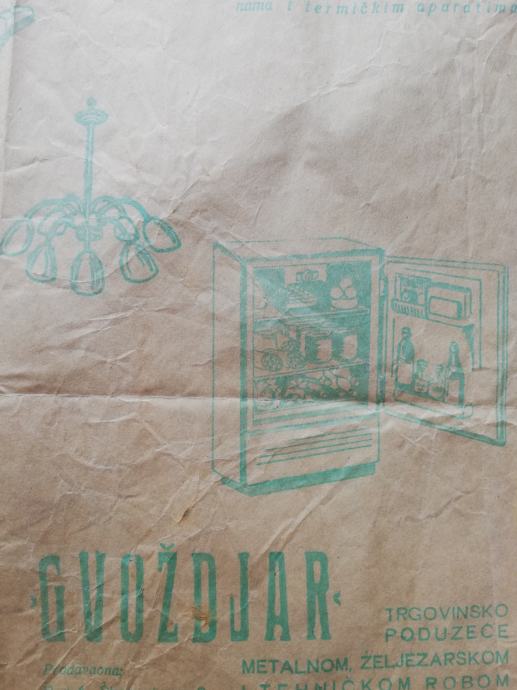 nama i termičkim aparatima
›GVOŽDJAR‹
TRGOVINSKO
PODUZEĆE
METALNOM, ŽELJEZARSKOM
Prodavaona:
I TEHNIČKOM ROBOM